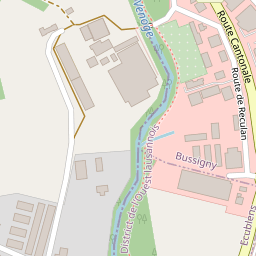 Venoge
Route Cantonale
Route de Reculan
Bussigny
District de l'Ouest lausannois
Ecublens